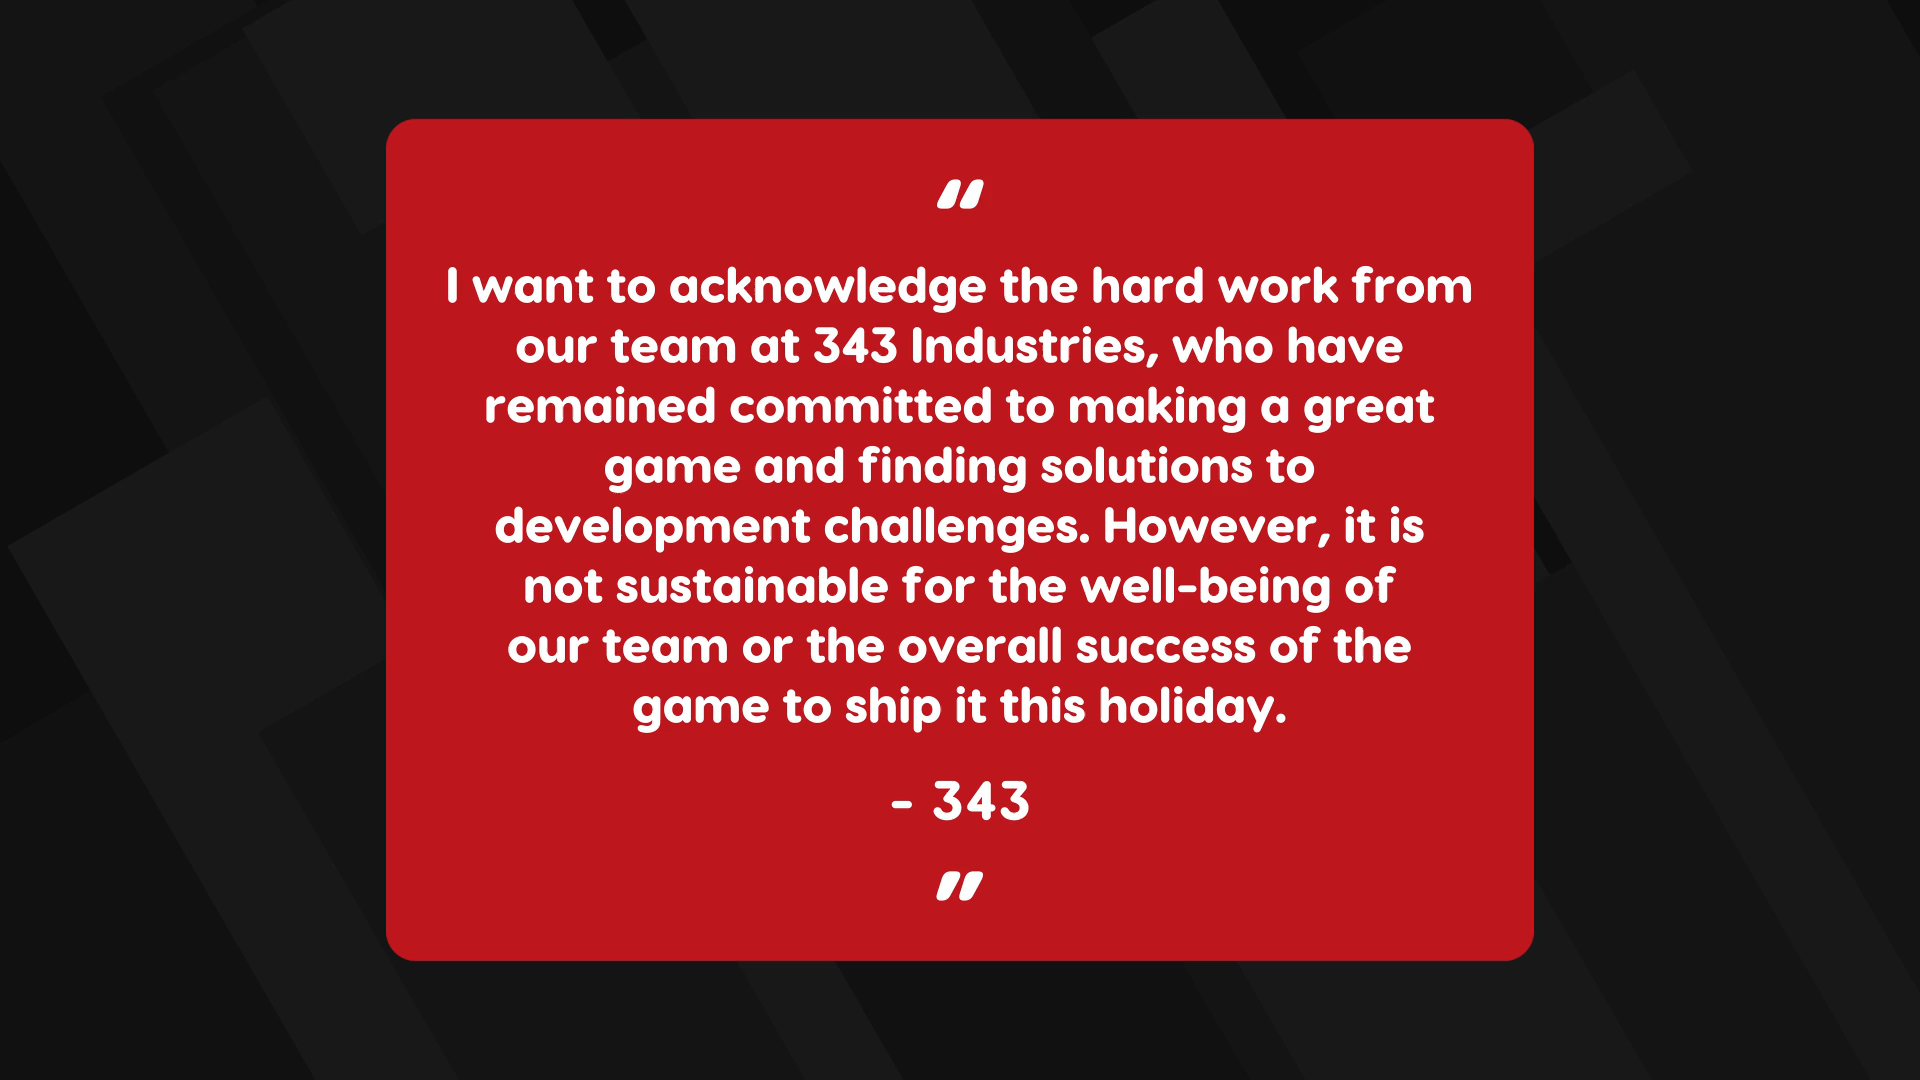 “
I want to acknowledge the hard work from
our team at 343 Industries, who have
remained committed to making a great
game and finding solutions to
development challenges. However, it is
not sustainable for the well-being of
our team or the overall success of the
game to ship it this holiday.
- 343
”